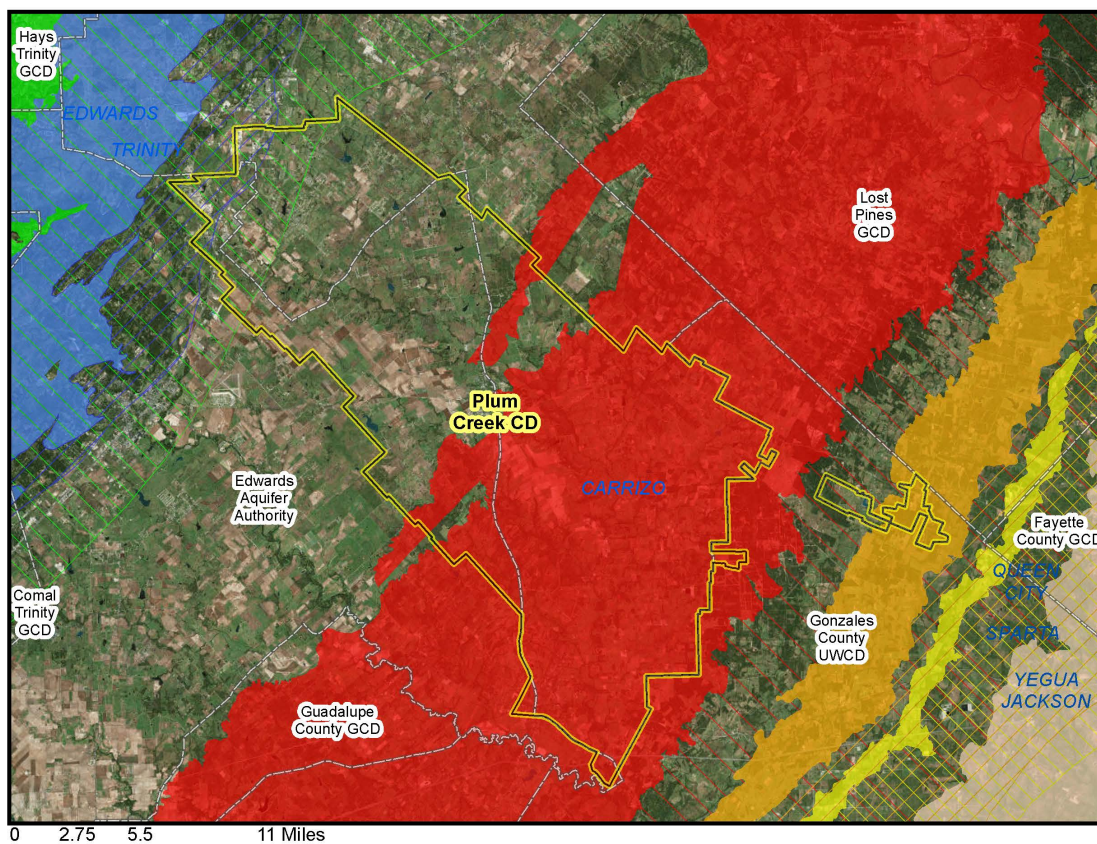 Hays
Trinity
GCD
EDWARDS
TRINITY
Lost
Pines
GCD
Plum
Creek CD
CARRIZO
Edwards
Aquifer
Authority
Fayette
County GCD
QUEEN
CITY
Comal
Trinity
GCD
Gonzales
County
UWCD
SPARTA
YEGUA
JACKSON
Guadalupe
County GCD
0 2.75 5.5 11 Miles